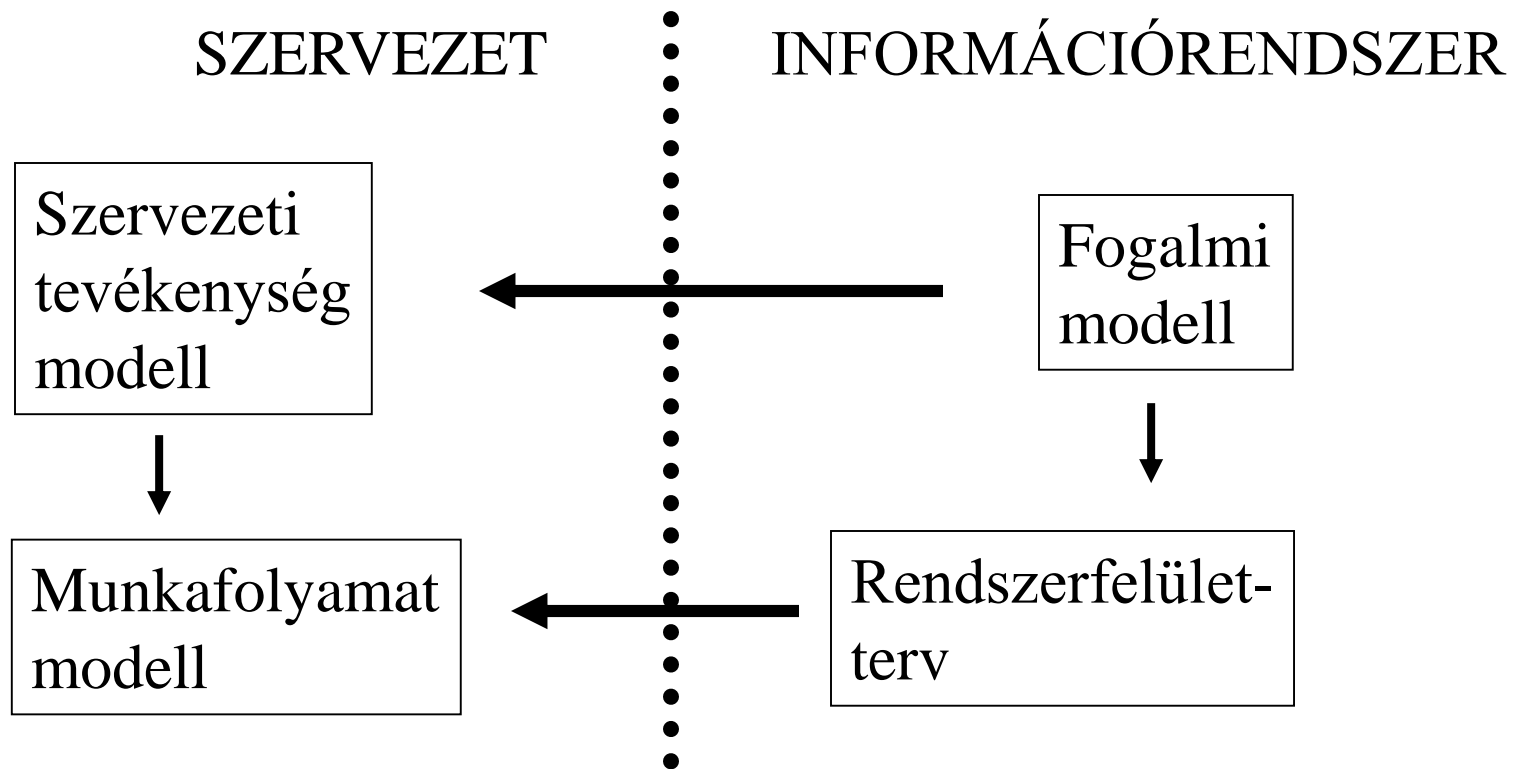 SZERVEZET
INFORMÁCIÓRENDSZER
Szervezeti
tevékenység
modell
Fogalmi
modell
Munkafolyamat
modell
Rendszerfelület-
terv